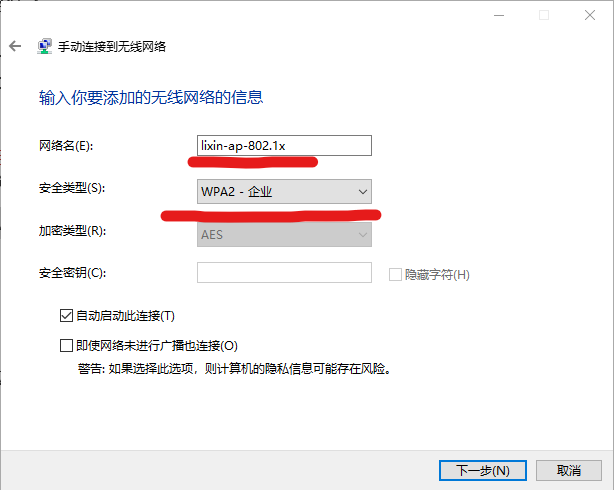 手动连接到无线网络
输入你要添加的无线网络的信息
网络名(E): lixin-ap-802.1x
安全类型(S): WPA2 - 企业
加密类型(R): AES
安全密钥(C): 隐藏字符(H)
自动启动此连接(T)
即使网络未进行广播也连接(O)
警告: 如果选择此选项，则计算机的隐私信息可能存在风险。
下一步(N) 取消